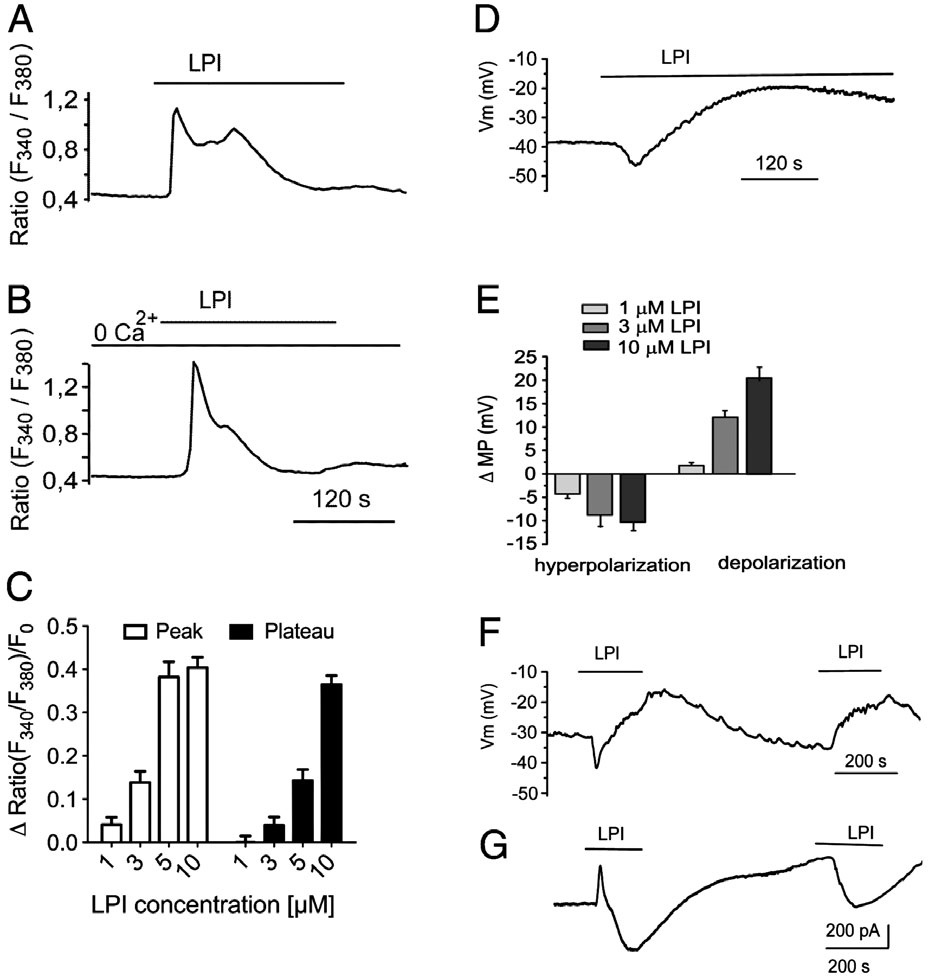 A
LPI
Ratio (F340 / F380)
1,2
0,8
0,4
B
LPI
0 Ca2+
Ratio (F340 / F380)
1,2
0,8
0,4
120 s
C
Δ Ratio(F340/F380)/F0
0.5
0.4
0.3
0.2
0.1
0.0
Peak Plateau
1 3 5 10 1 3 5 10
LPI concentration [µM]
D
LPI
Vm (mV)
-10
-20
-30
-40
-50
120 s
E
1 µM LPI
3 µM LPI
10 µM LPI
Δ MP (mV)
25
20
15
10
5
0
-5
-10
-15
hyperpolarization depolarization
F
LPI LPI
Vm (mV)
-10
-20
-30
-40
-50
200 s
G
LPI LPI
200 pA
200 s